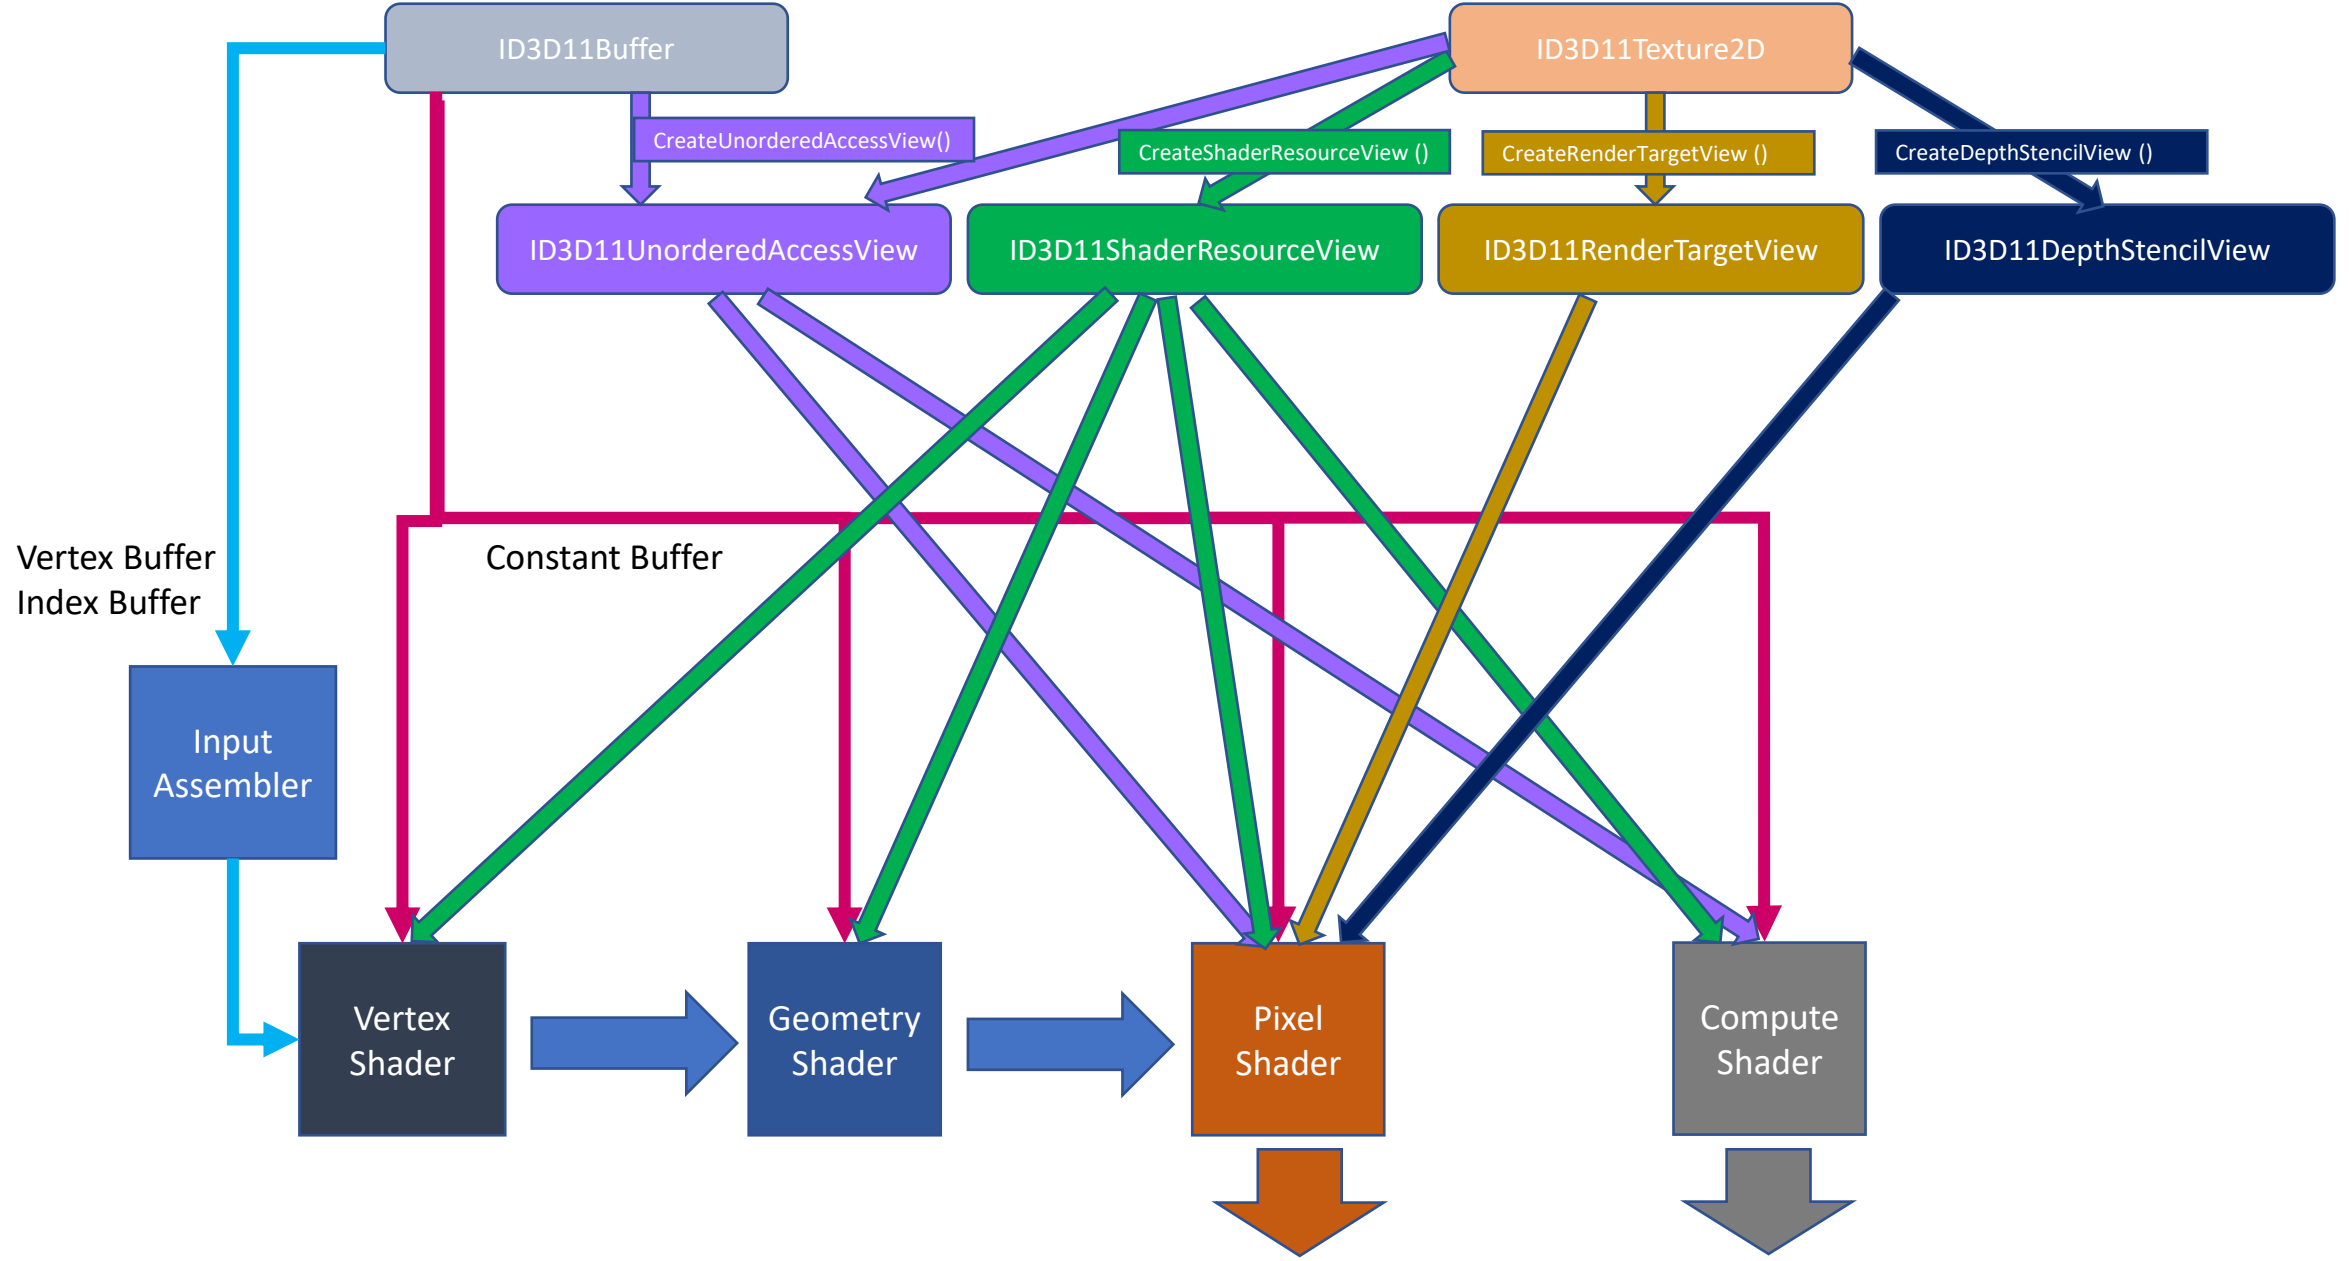 ID3D11Buffer
ID3D11Texture2D
CreateUnorderedAccessView()
CreateShaderResourceView ()
CreateRenderTargetView ()
CreateDepthStencilView ()
ID3D11UnorderedAccessView
ID3D11ShaderResourceView
ID3D11RenderTargetView
ID3D11DepthStencilView
Vertex Buffer
Index Buffer
Constant Buffer
Input
Assembler
Vertex
Shader
Geometry
Shader
Pixel
Shader
Compute
Shader